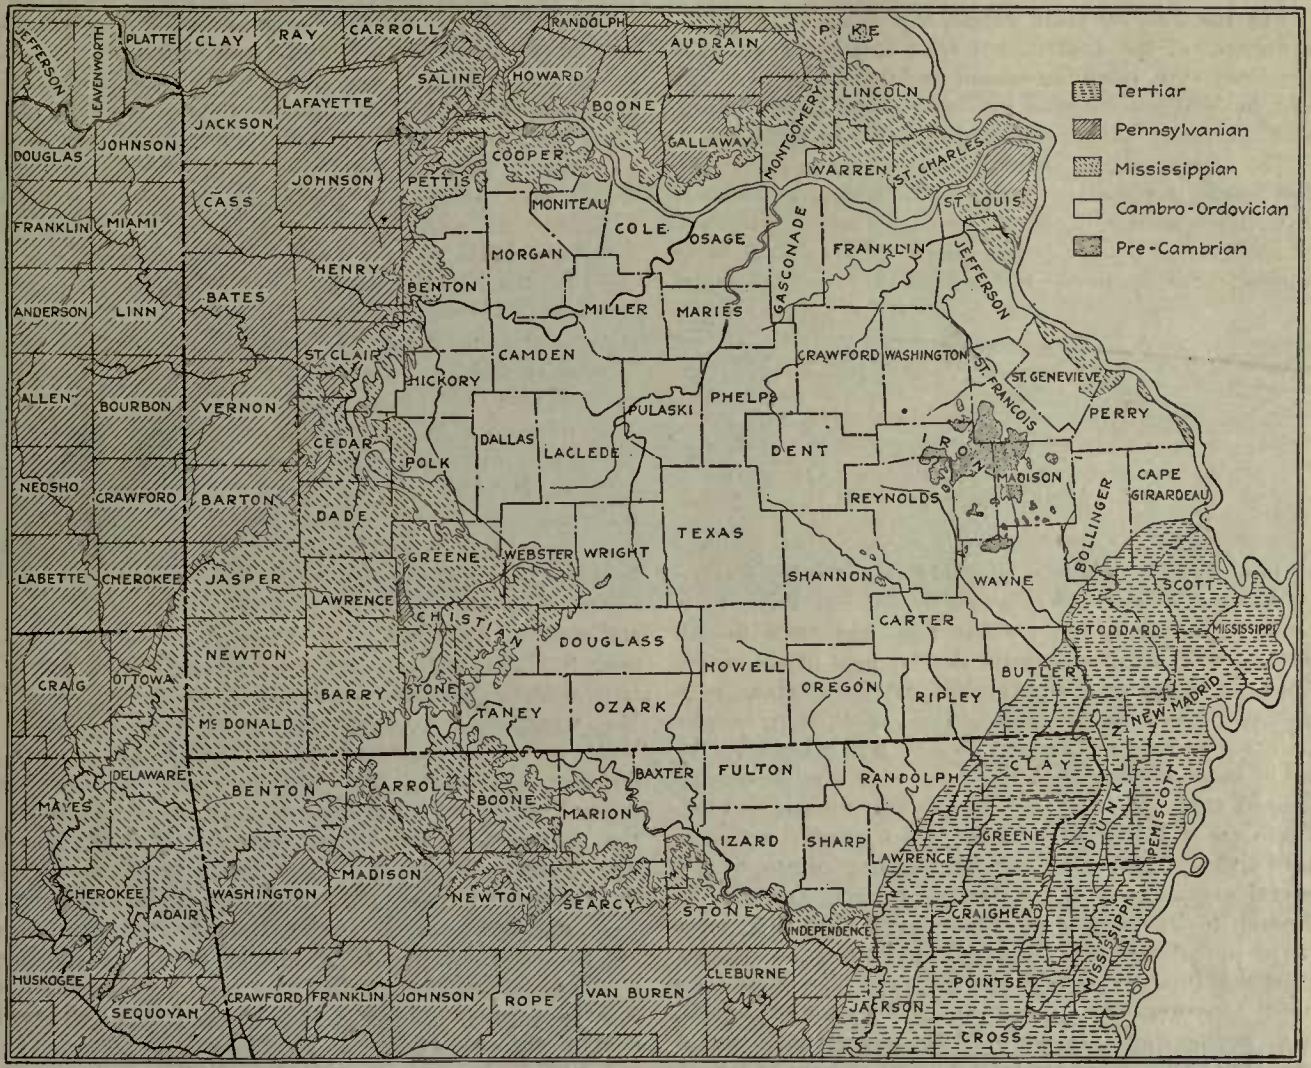 JEFFERSON
LEAVENWORTH
PLATTE
CLAY
RAY
CARROLL
RANDOLPH
AUDRAIN
PIKE
SALINE
HOWARD
BOONE
LINCOLN
LAFAYETTE
JACKSON
MONTGOMERY
GALLAWAY
DOUGLAS
JOHNSON
COOPER
WARREN
ST. CHARLES
JOHNSON
PETTIS
CASS
MONITEAU
ST. LOUIS
FRANKLIN
MIAMI
COLE
OSAGE
GASCONADE
FRANKLIN
JEFFERSON
MORGAN
HENRY
BENTON
BATES
ANDERSON
LINN
MILLER
MARIES
ST. CLAIR
CAMDEN
CRAWFORD
WASHINGTON
ST. FRANCOIS
ST. GENEVIEVE
HICKORY
ALLEN
BOURBON
VERNON
PULASKI
PHELPS
PERRY
CEDAR
DALLAS
LACLEDE
DENT
IRON
POLK
MADISON
CAPE
GIRARDEAU
NEOSHO
CRAWFORD
BARTON
REYNOLDS
BOLLINGER
DADE
TEXAS
GREENE
WEBSTER
WRIGHT
LABETTE
CHEROKEE
JASPER
SHANNON
WAYNE
SCOTT
LAWRENCE
CHRISTIAN
CARTER
STODDARD
MISSISSIPPI
DOUGLASS
NEWTON
HOWELL
BUTLER
CRAIG
OTTOWA
BARRY
STONE
OREGON
RIPLEY
NEW MADRID
McDONALD
TANEY
OZARK
DUNKLIN
PEMISCOTT
CLAY
DELAWARE
BENTON
CARROLL
BOONE
BAXTER
FULTON
RANDOLPH
MAYES
MARION
IZARD
SHARP
LAWRENCE
GREENE
MADISON
CHEROKEE
ADAIR
WASHINGTON
NEWTON
SEARCY
STONE
INDEPENDENCE
CRAIGHEAD
MISSISSIPPI
HUSKOGEE
CLEBURNE
POINTSET
SEQUOYAH
CRAWFORD
FRANKLIN
JOHNSON
ROPE
VAN BUREN
JACKSON
CROSS
Tertiar
Pennsylvanian
Mississippian
Cambro-Ordovician
Pre-Cambrian